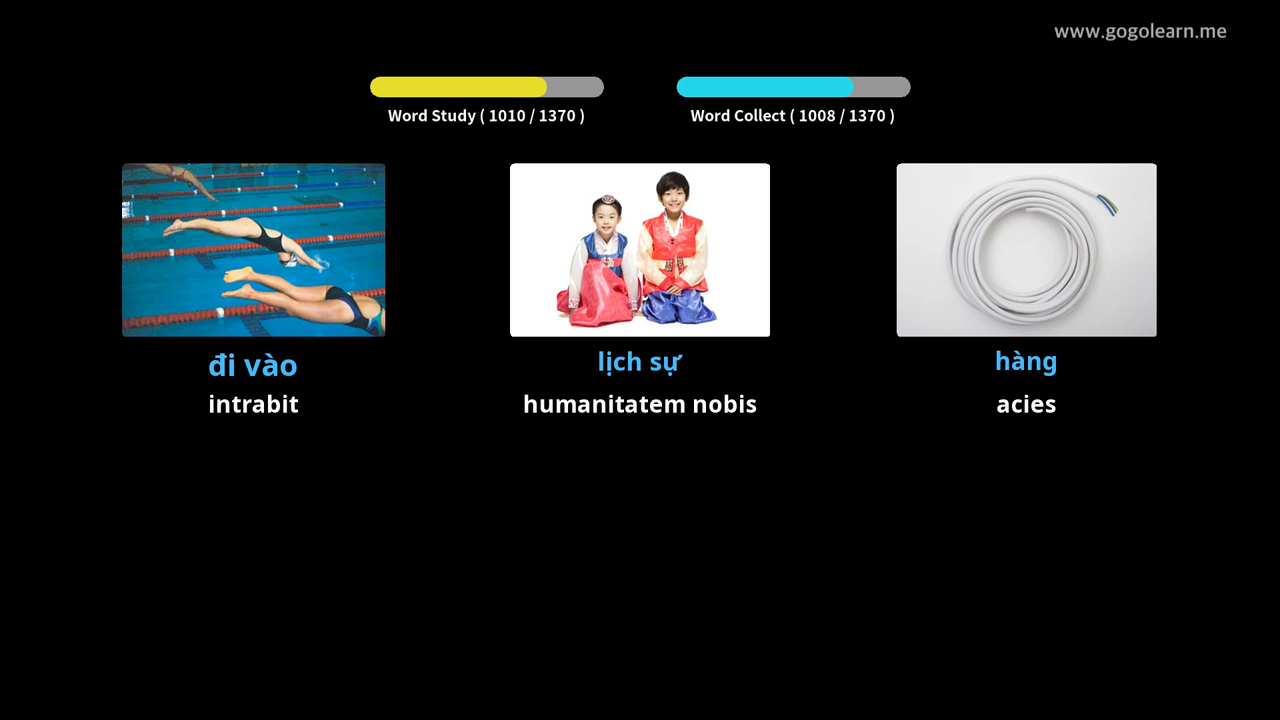 www.gogolearn.me
Word Study ( 1010 / 1370 )
Word Collect ( 1008 / 1370 )
đi vào
intrabit
lịch sự
humanitatem nobis
hàng
acies